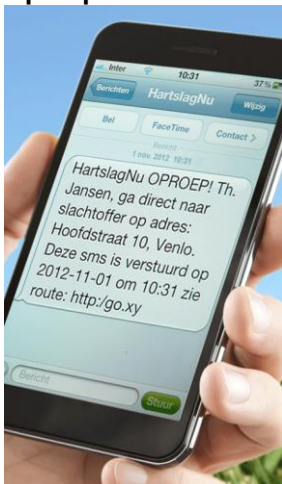 Inter 10:31 37%
Berichten HartslagNu Wijzig
Bel FaceTime Contact >
Bericht
1 nov. 2012 10:31
HartslagNu OPROEP! Th.
Jansen, ga direct naar
slachtoffer op adres:
Hoofdstraat 10, Venlo.
Deze sms is verstuurd op
2012-11-01 om 10:31 zie
route: http:/go.xy
Bericht Stuur